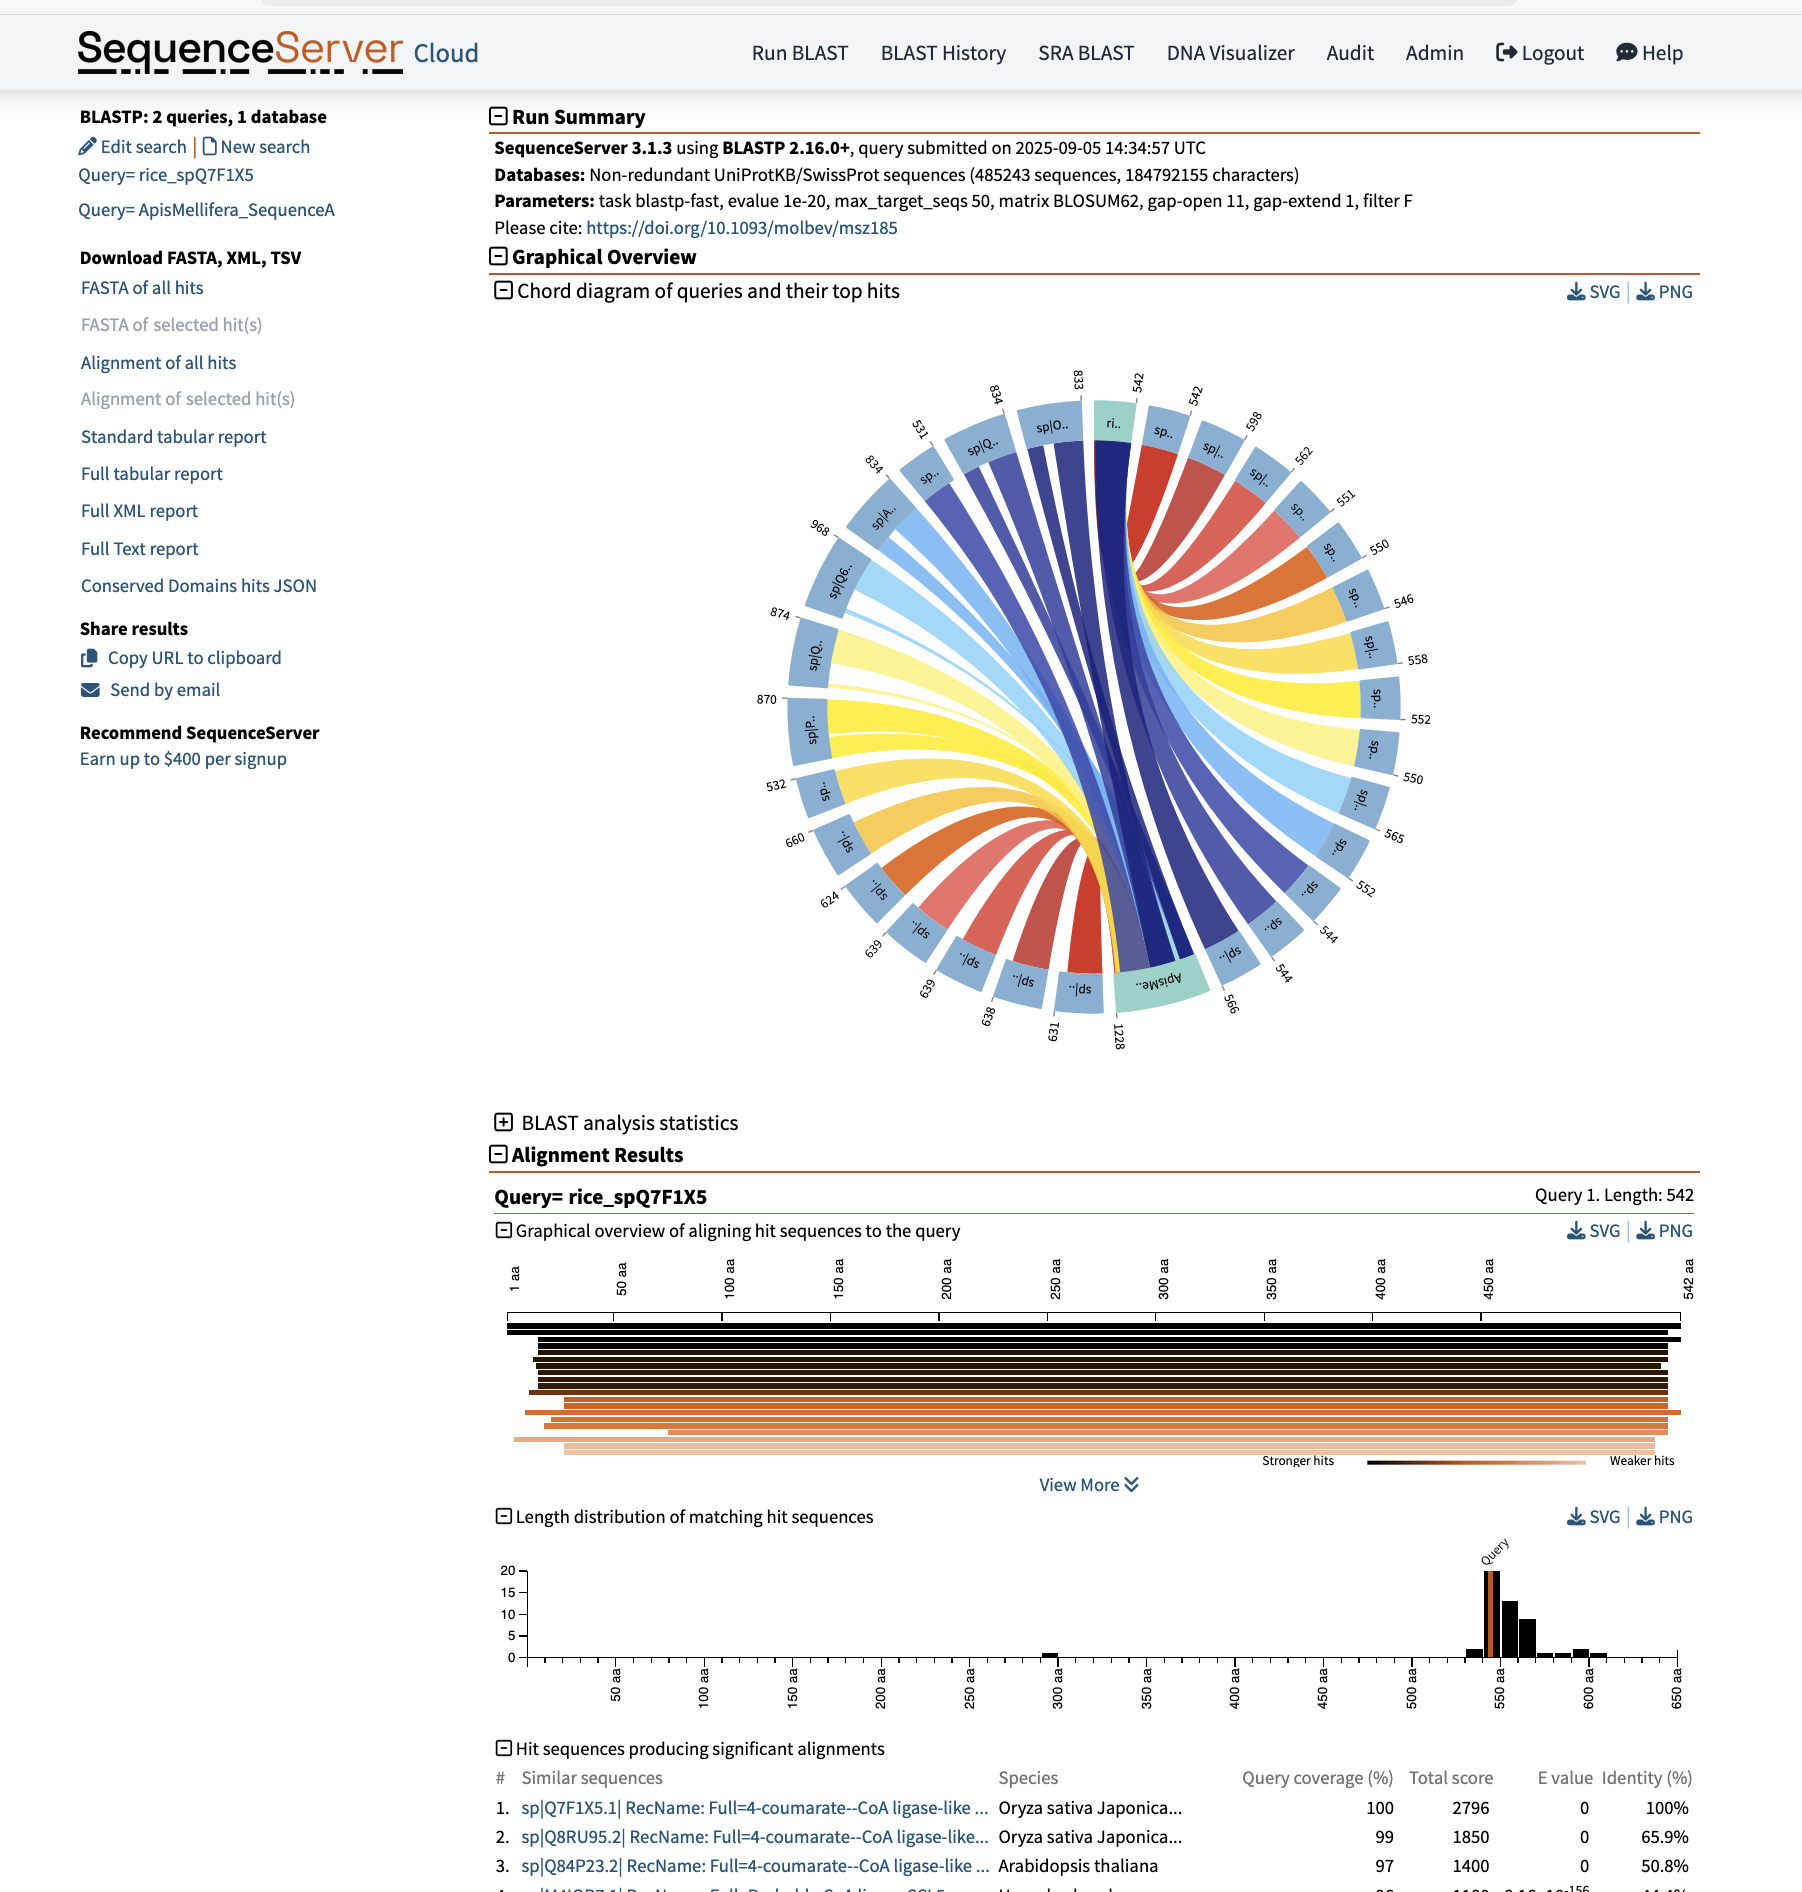 SequenceServer Cloud
Run BLAST BLAST History SRA BLAST DNA Visualizer Audit Admin Logout Help
BLASTP: 2 queries, 1 database
Edit search | New search
Query= rice_spQ7F1X5
Query= ApisMellifera_SequenceA
Download FASTA, XML, TSV
FASTA of all hits
FASTA of selected hit(s)
Alignment of all hits
Alignment of selected hit(s)
Standard tabular report
Full tabular report
Full XML report
Full Text report
Conserved Domains hits JSON
Share results
Copy URL to clipboard
Send by email
Recommend SequenceServer
Earn up to $400 per signup
Run Summary
SequenceServer 3.1.3 using BLASTP 2.16.0+, query submitted on 2025-09-05 14:34:57 UTC
Databases: Non-redundant UniProtKB/SwissProt sequences (485243 sequences, 184792155 characters)
Parameters: task blastp-fast, evalue 1e-20, max_target_seqs 50, matrix BLOSUM62, gap-open 11, gap-extend 1, filter F
Please cite: https://doi.org/10.1093/molbev/msz185
Graphical Overview
Chord diagram of queries and their top hits
SVG | PNG
ri.. 542
sp.. 542
sp|.. 598
sp|.. 562
sp.. 551
sp.. 550
sp.. 546
sp|.. 558
sp.. 552
sp.. 550
sp|.. 565
sp.. 552
sp.. 544
sp.. 544
sp|.. 566
ApisMe.. 1228
sp|.. 631
sp|.. 638
sp|.. 639
sp|.. 639
sp|.. 624
sp|.. 660
sp.. 532
sp|P.. 870
sp|Q.. 874
sp|Q6.. 968
sp|A.. 834
sp.. 531
sp|Q.. 834
sp|O.. 833
BLAST analysis statistics
Alignment Results
Query= rice_spQ7F1X5
Query 1. Length: 542
Graphical overview of aligning hit sequences to the query
SVG | PNG
1 aa 50 aa 100 aa 150 aa 200 aa 250 aa 300 aa 350 aa 400 aa 450 aa 542 aa
Stronger hits Weaker hits
View More
Length distribution of matching hit sequences
SVG | PNG
Query
20
15
10
5
0
50 aa 100 aa 150 aa 200 aa 250 aa 300 aa 350 aa 400 aa 450 aa 500 aa 550 aa 600 aa 650 aa
Hit sequences producing significant alignments
# Similar sequences Species Query coverage (%) Total score E value Identity (%)
1. sp|Q7F1X5.1| RecName: Full=4-coumarate--CoA ligase-like ... Oryza sativa Japonica... 100 2796 0 100%
2. sp|Q8RU95.2| RecName: Full=4-coumarate--CoA ligase-like... Oryza sativa Japonica... 99 1850 0 65.9%
3. sp|Q84P23.2| RecName: Full=4-coumarate--CoA ligase-like ... Arabidopsis thaliana 97 1400 0 50.8%